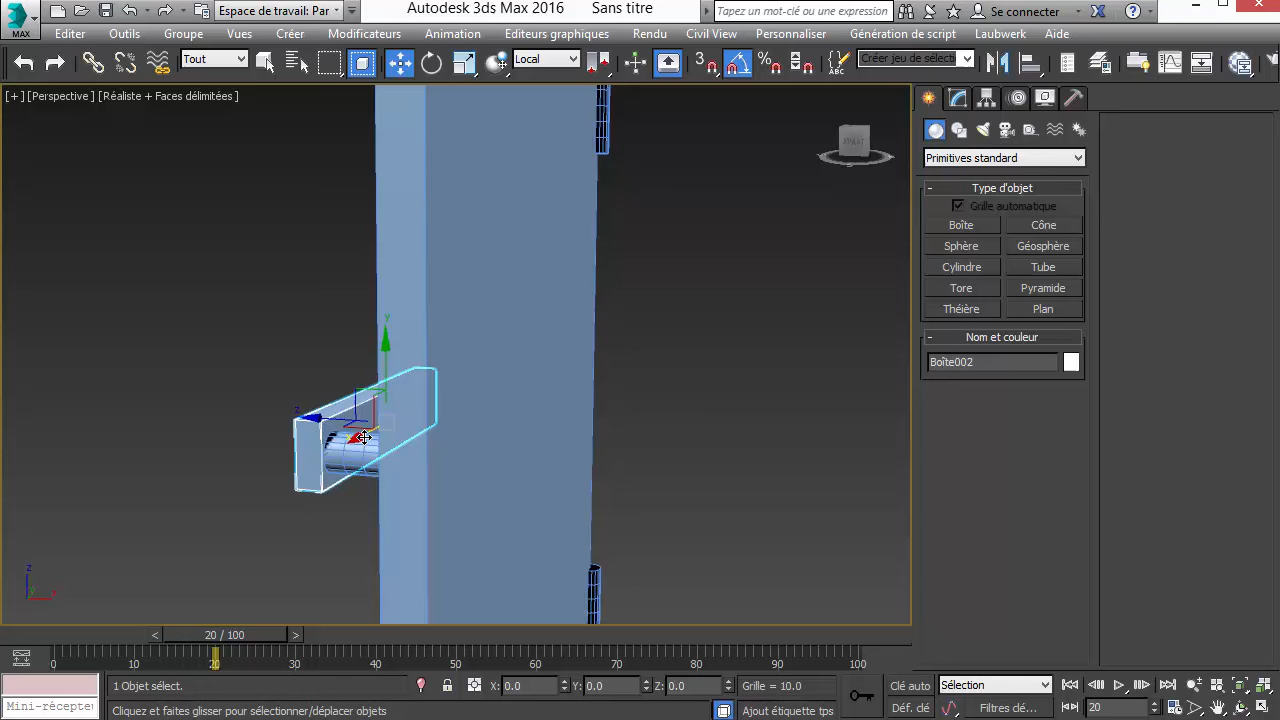 Espace de travail: Par
Autodesk 3ds Max 2016 Sans titre
Tapez un mot-clé ou une expression
Se connecter
MAX
Editer Outils Groupe Vues Créer Modificateurs Animation Editeurs graphiques Rendu Civil View Personnaliser Génération de script Laubwerk Aide
Tout
Local
3
Créer jeu de sélecti
[+] [Perspective] [Réaliste + Faces délimitées]
Primitives standard
- Type d'objet
Grille automatique
Boîte Cône
Sphère Géosphère
Cylindre Tube
Tore Pyramide
Théière Plan
- Nom et couleur
Boîte002
y
z
z
< 20 / 100 >
0 10 20 30 40 50 60 70 80 90 100
1 Objet sélect.
X: 0.0 Y: 0.0 Z: 0.0
Grille = 10.0
Clé auto
Sélection
Mini-récepte
Cliquez et faites glisser pour sélectionner/déplacer objets
Ajout étiquette tps
Déf. clé
Filtres clé...
20